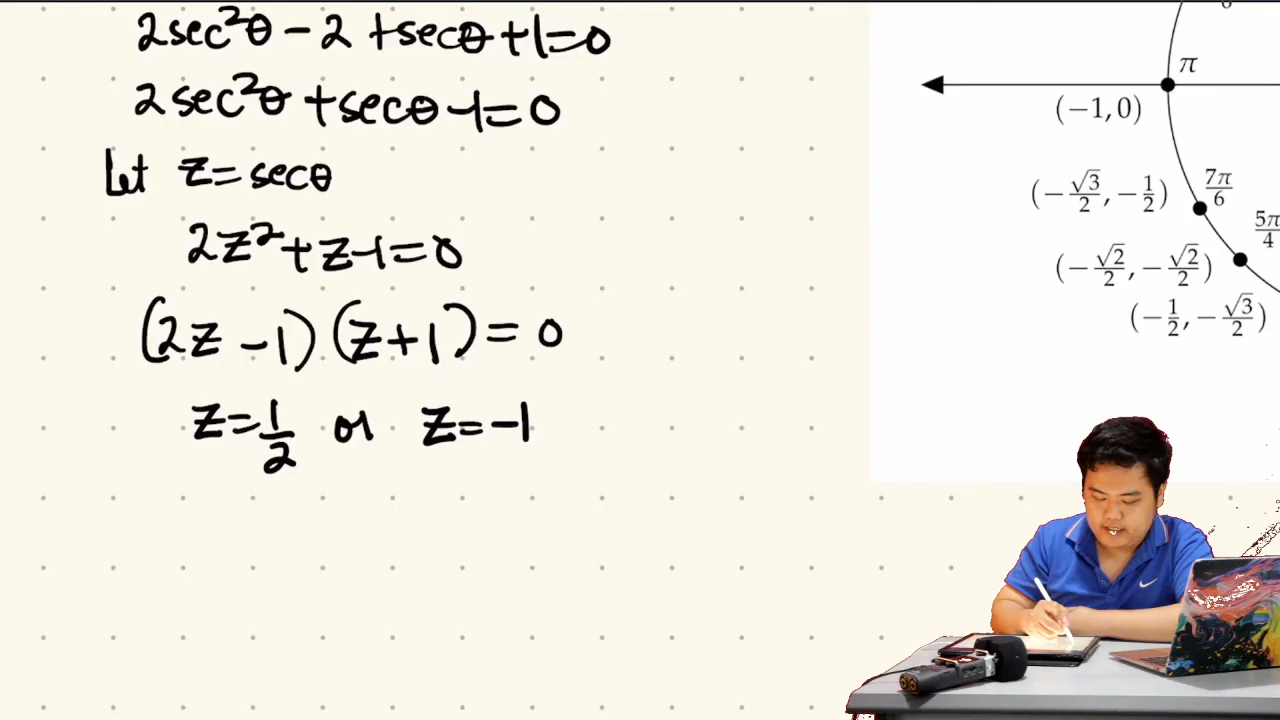 2sec²θ − 2 + secθ + 1 = 0
2sec²θ + secθ − 1 = 0
Let z = secθ
2z² + z − 1 = 0
(2z − 1)(z + 1) = 0
z = 1/2 or z = −1
π
(−1, 0)
(−√3/2, −1/2)
7π/6
5π/4
(−√2/2, −√2/2)
(−1/2, −√3/2)